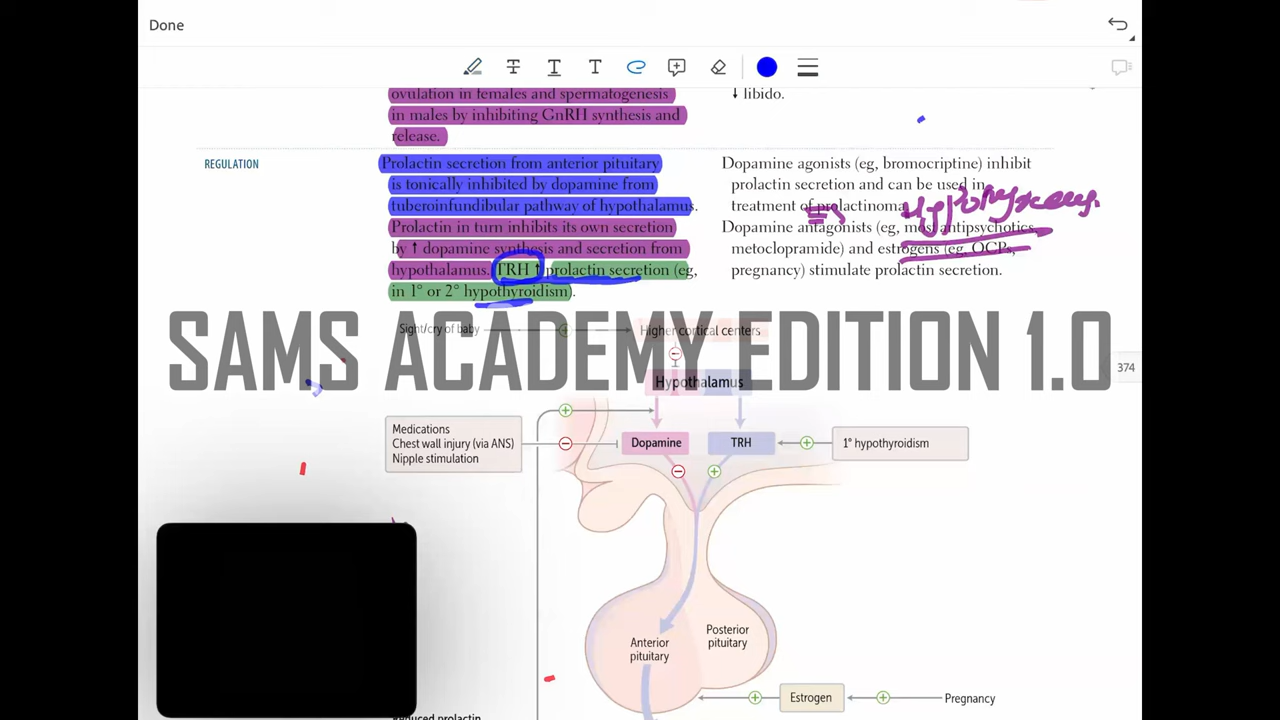 Done
ovulation in females and spermatogenesis
in males by inhibiting GnRH synthesis and
release.
↓ libido.
REGULATION
Prolactin secretion from anterior pituitary
is tonically inhibited by dopamine from
tuberoinfundibular pathway of hypothalamus.
Prolactin in turn inhibits its own secretion
by ↑ dopamine synthesis and secretion from
hypothalamus. TRH ↑ prolactin secretion (eg,
in 1° or 2° hypothyroidism).
Dopamine agonists (eg, bromocriptine) inhibit
prolactin secretion and can be used in
treatment of prolactinoma.
Dopamine antagonists (eg, most antipsychotics,
metoclopramide) and estrogens (eg, OCPs,
pregnancy) stimulate prolactin secretion.
Sight/cry of baby
Higher cortical centers
SAMS ACADEMY EDITION 1.0
374
Hypothalamus
Medications
Chest wall injury (via ANS)
Nipple stimulation
Dopamine
TRH
1° hypothyroidism
Anterior
pituitary
Posterior
pituitary
Estrogen
Pregnancy
Reduced prolactin